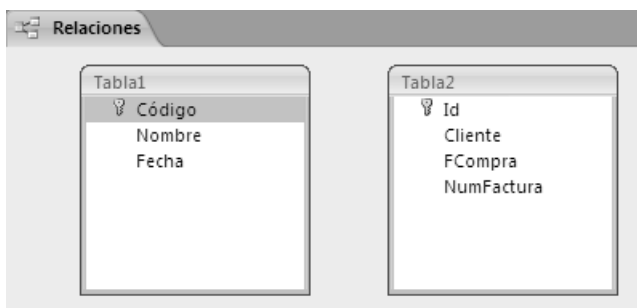 Relaciones
Tabla1
Código
Nombre
Fecha
Tabla2
Id
Cliente
FCompra
NumFactura